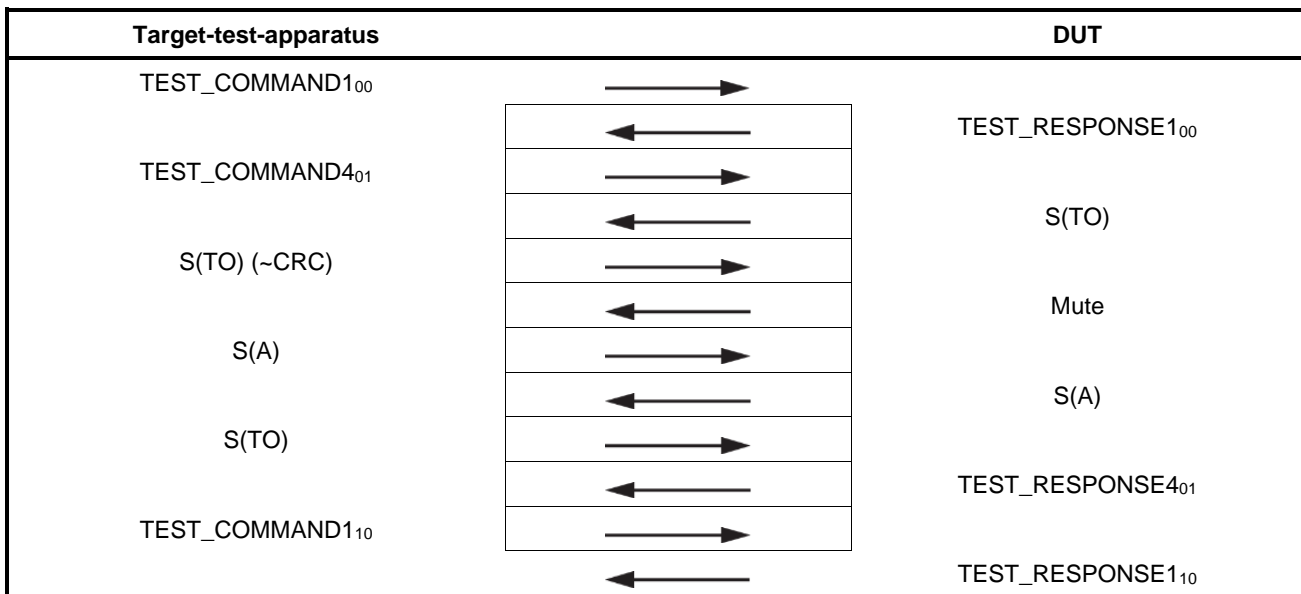 Target-test-apparatus DUT
TEST_COMMAND1₀₀
TEST_RESPONSE1₀₀
TEST_COMMAND4₀₁
S(TO)
S(TO) (~CRC)
Mute
S(A)
S(A)
S(TO)
TEST_RESPONSE4₀₁
TEST_COMMAND1₁₀
TEST_RESPONSE1₁₀